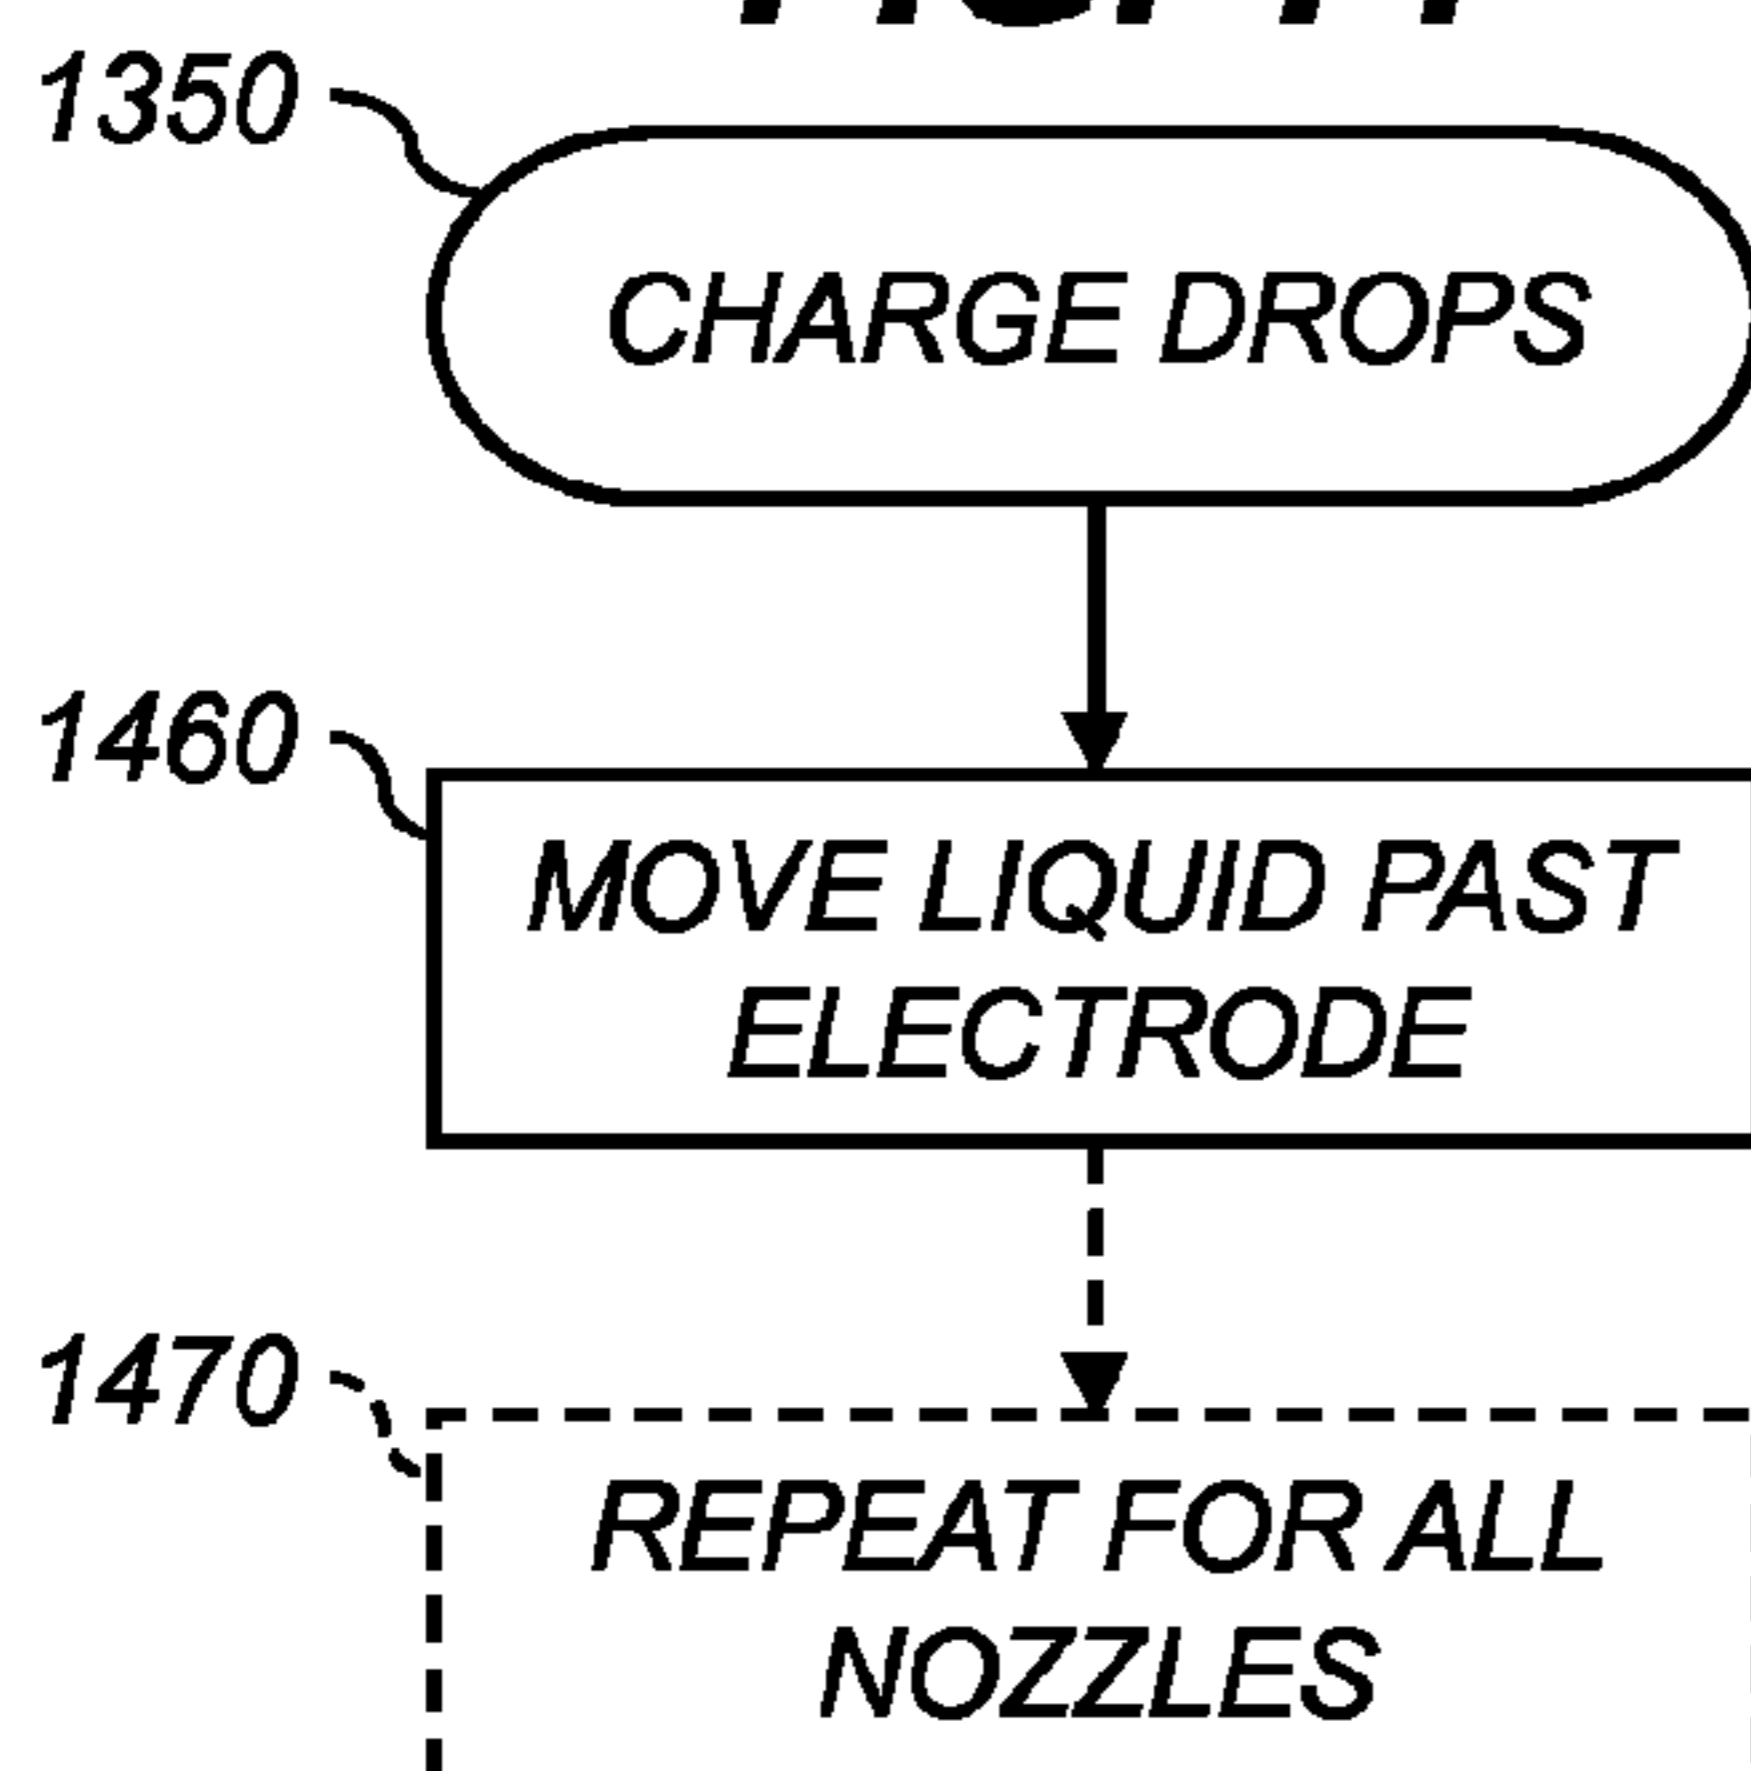 1350
CHARGE DROPS
1460
MOVE LIQUID PAST
ELECTRODE
1470
REPEAT FOR ALL
NOZZLES